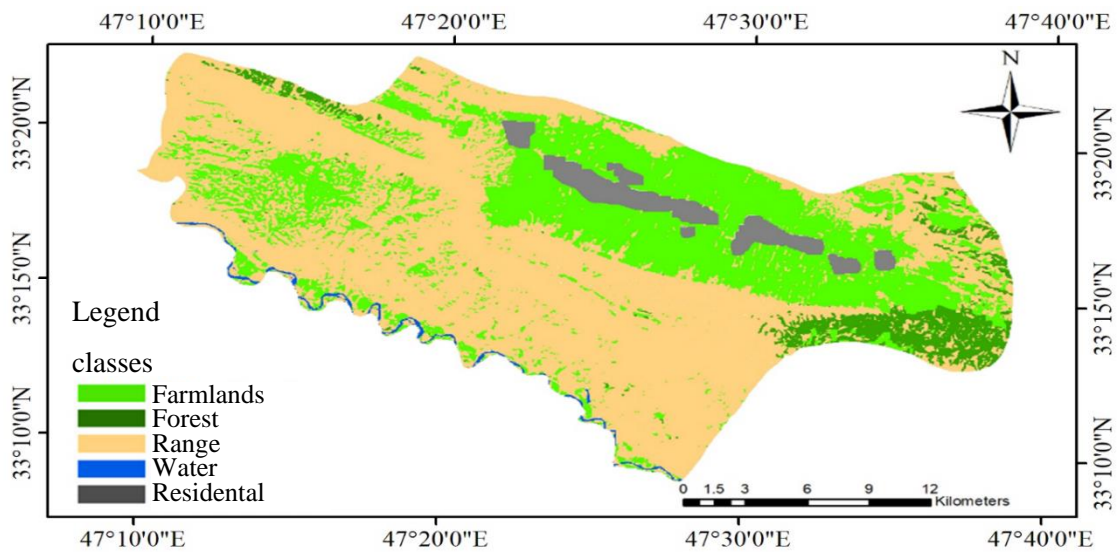 47°10'0"E 47°20'0"E 47°30'0"E 47°40'0"E
N
33°20'0"N 33°20'0"N
33°15'0"N 33°15'0"N
33°10'0"N 33°10'0"N
Legend
classes
Farmlands
Forest
Range
Water
Residental
0 1.5 3 6 9 12
Kilometers
47°10'0"E 47°20'0"E 47°30'0"E 47°40'0"E